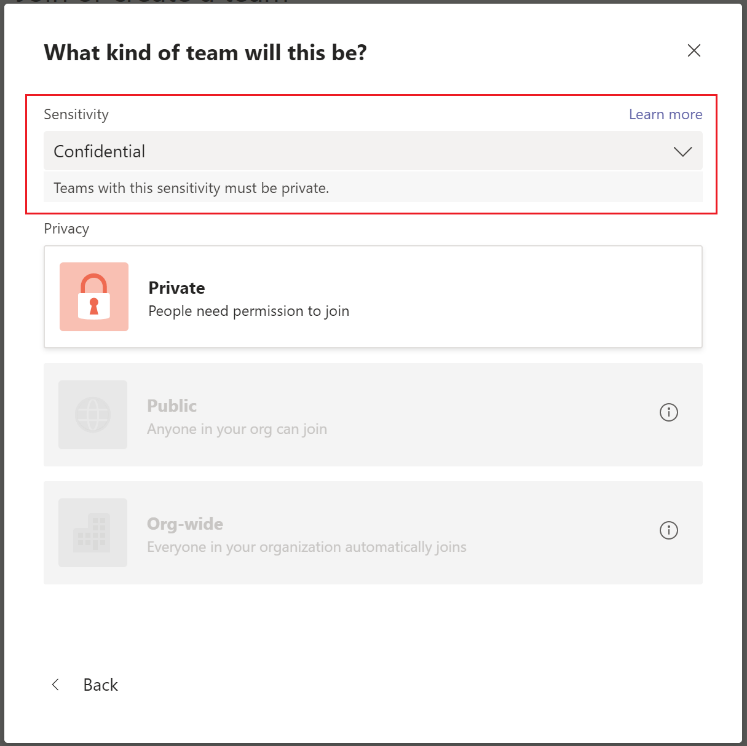 What kind of team will this be?
Sensitivity
Learn more
Confidential
Teams with this sensitivity must be private.
Privacy
Private
People need permission to join
Public
Anyone in your org can join
Org-wide
Everyone in your organization automatically joins
Back